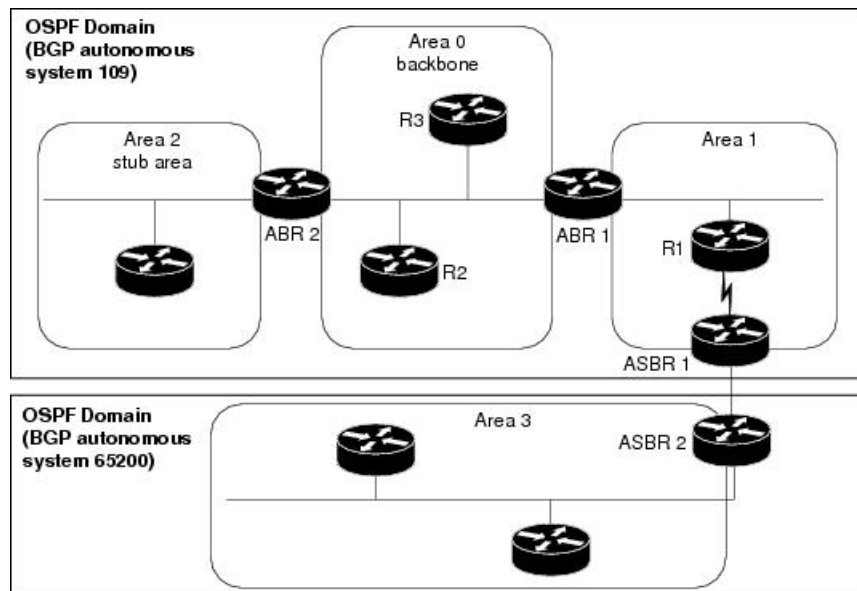 OSPF Domain
(BGP autonomous
system 109)
Area 0
backbone
R3
Area 2
stub area
Area 1
ABR 2
ABR 1
R1
R2
ASBR 1
OSPF Domain
(BGP autonomous
system 65200)
Area 3
ASBR 2